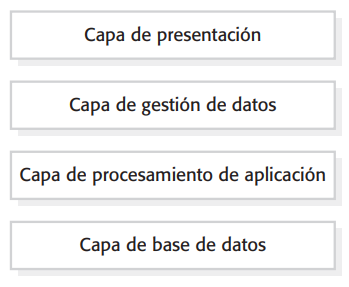 Capa de presentación
Capa de gestión de datos
Capa de procesamiento de aplicación
Capa de base de datos